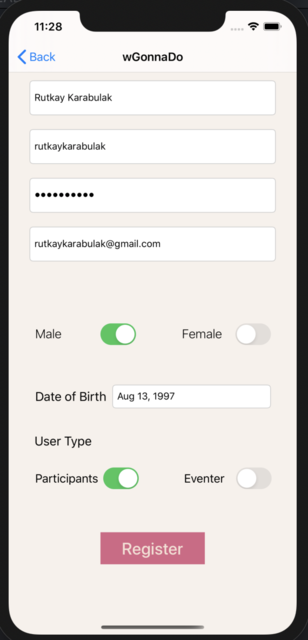 11:28
Back
wGonnaDo
Rutkay Karabulak
rutkaykarabulak
••••••••••
rutkaykarabulak@gmail.com
Male Female
Date of Birth Aug 13, 1997
User Type
Participants Eventer
Register